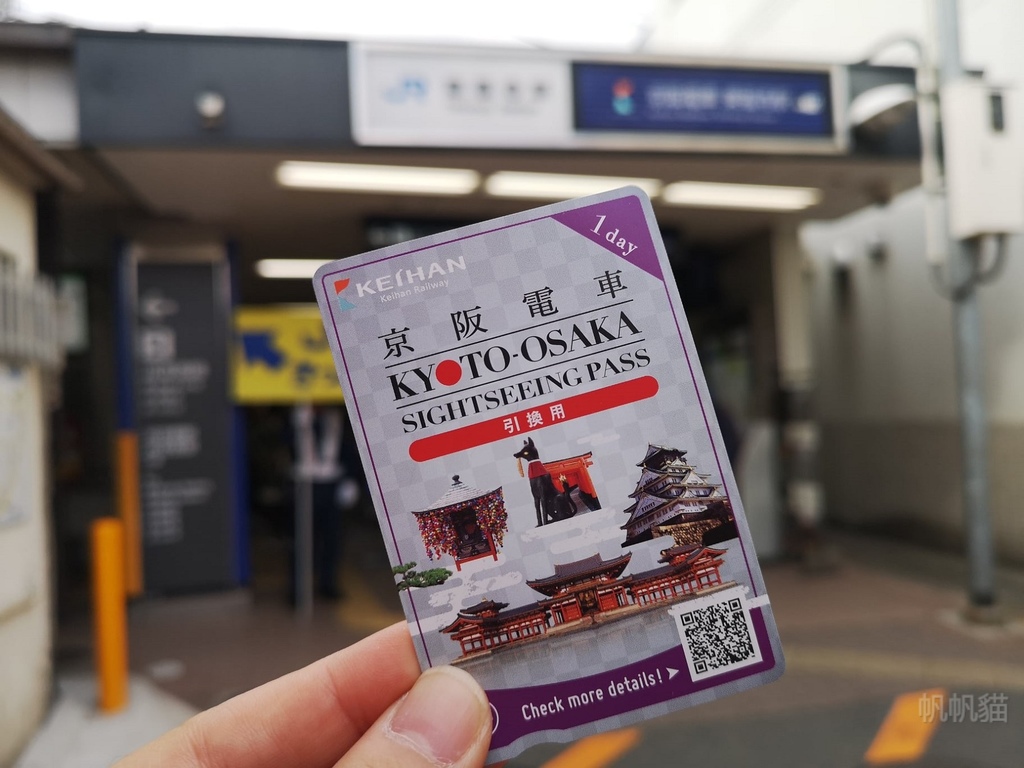 1 day
KEIHAN
Keihan Railway
京阪電車
KYOTO-OSAKA
SIGHTSEEING PASS
引換用
Check more details!
帆帆貓